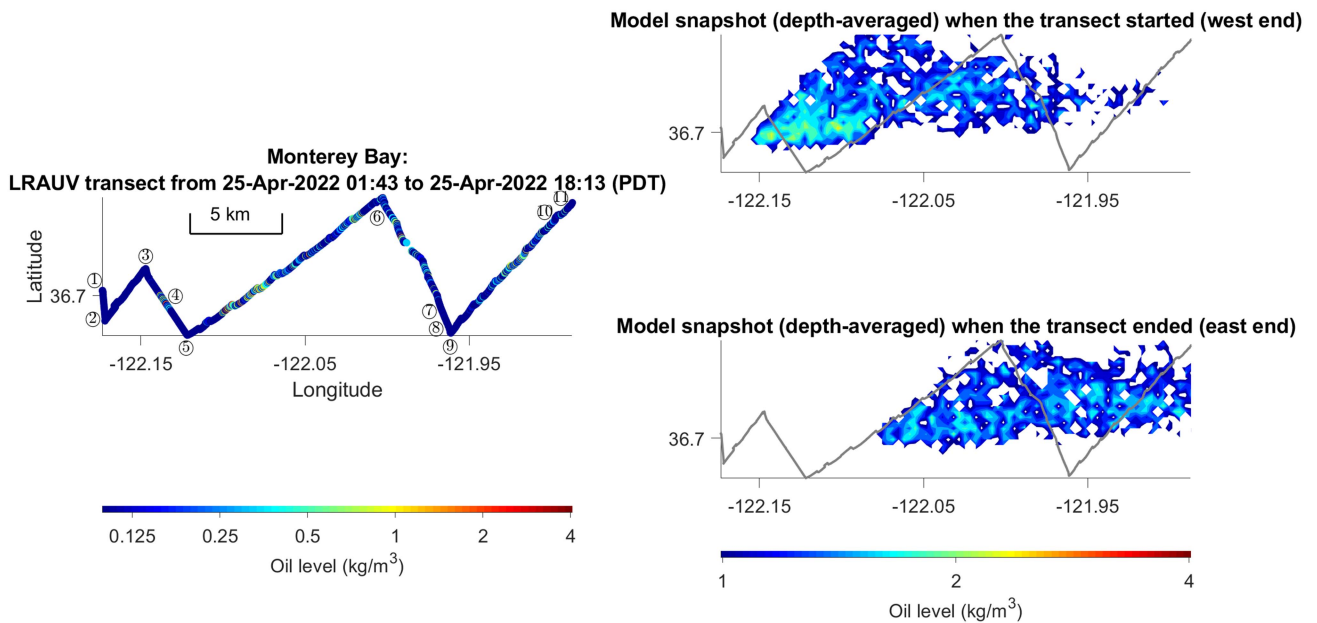 Model snapshot (depth-averaged) when the transect started (west end)
36.7
-122.15 -122.05 -121.95
Monterey Bay:
LRAUV transect from 25-Apr-2022 01:43 to 25-Apr-2022 18:13 (PDT)
5 km
Latitude
36.7
① ② ③ ④ ⑤ ⑥ ⑦ ⑧ ⑨ ⑩ ⑪
-122.15 -122.05 -121.95
Longitude
0.125 0.25 0.5 1 2 4
Oil level (kg/m³)
Model snapshot (depth-averaged) when the transect ended (east end)
36.7
-122.15 -122.05 -121.95
1 2 4
Oil level (kg/m³)